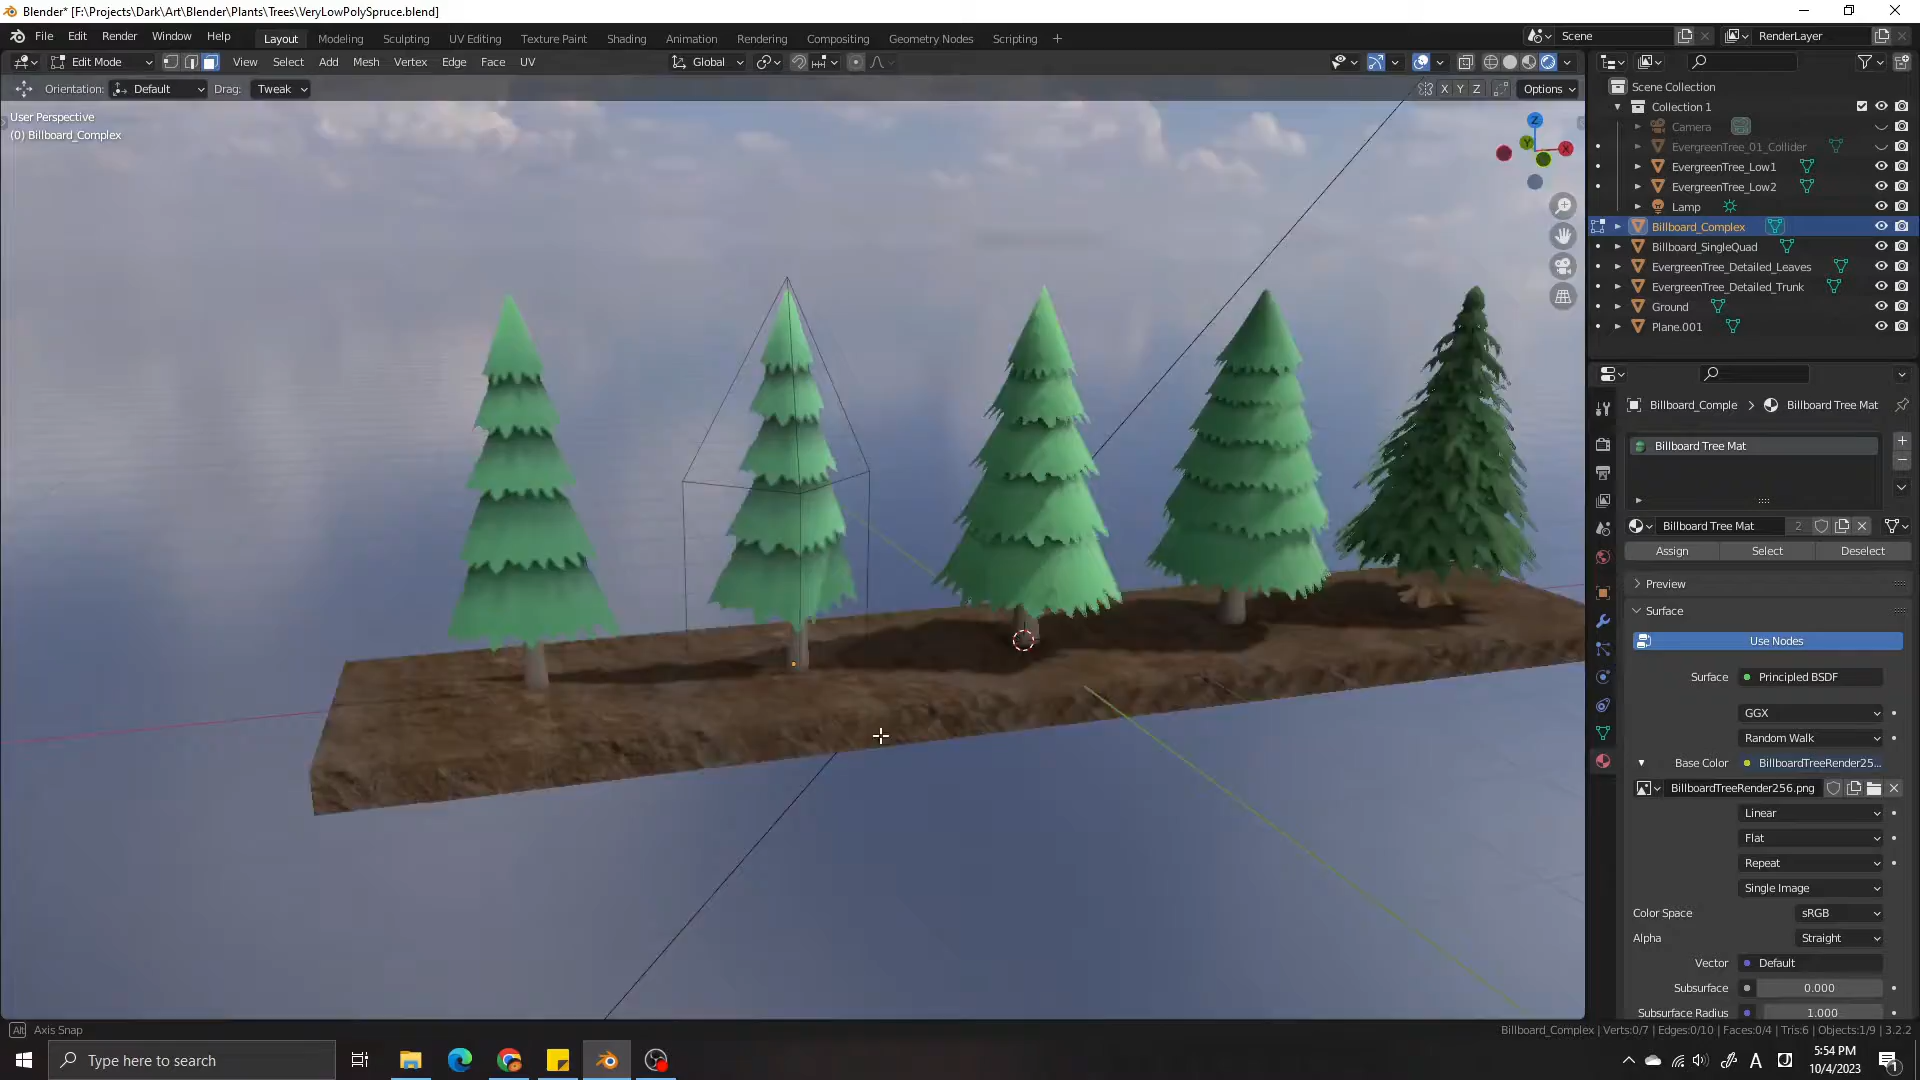 Blender* [F:\Projects\Dark\Art\Blender\Plants\Trees\VeryLowPolySpruce.blend]
File Edit Render Window Help Layout Modeling Sculpting UV Editing Texture Paint Shading Animation Rendering Compositing Geometry Nodes Scripting + Scene RenderLayer
Edit Mode View Select Add Mesh Vertex Edge Face UV Global
Orientation: Default Drag: Tweak X Y Z Options
User Perspective
(0) Billboard_Complex
Z
Y
X
Scene Collection
Collection 1
Camera
EvergreenTree_01_Collider
EvergreenTree_Low1
EvergreenTree_Low2
Lamp
Billboard_Complex
Billboard_SingleQuad
EvergreenTree_Detailed_Leaves
EvergreenTree_Detailed_Trunk
Ground
Plane.001
Billboard_Comple > Billboard Tree Mat
Billboard Tree Mat
Billboard Tree Mat 2
Assign Select Deselect
Preview
Surface
Use Nodes
Surface Principled BSDF
GGX
Random Walk
Base Color BillboardTreeRender25...
BillboardTreeRender256.png
Linear
Flat
Repeat
Single Image
Color Space sRGB
Alpha Straight
Vector Default
Subsurface 0.000
Subsurface Radius 1.000
Alt Axis Snap Billboard_Complex | Verts:0/7 | Edges:0/10 | Faces:0/4 | Tris:6 | Objects:1/9 | 3.2.2
Type here to search A 5:54 PM
10/4/2023 1